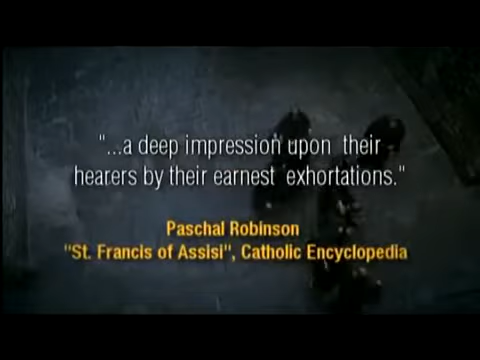 "...a deep impression upon their
hearers by their earnest exhortations."
Paschal Robinson
"St. Francis of Assisi", Catholic Encyclopedia